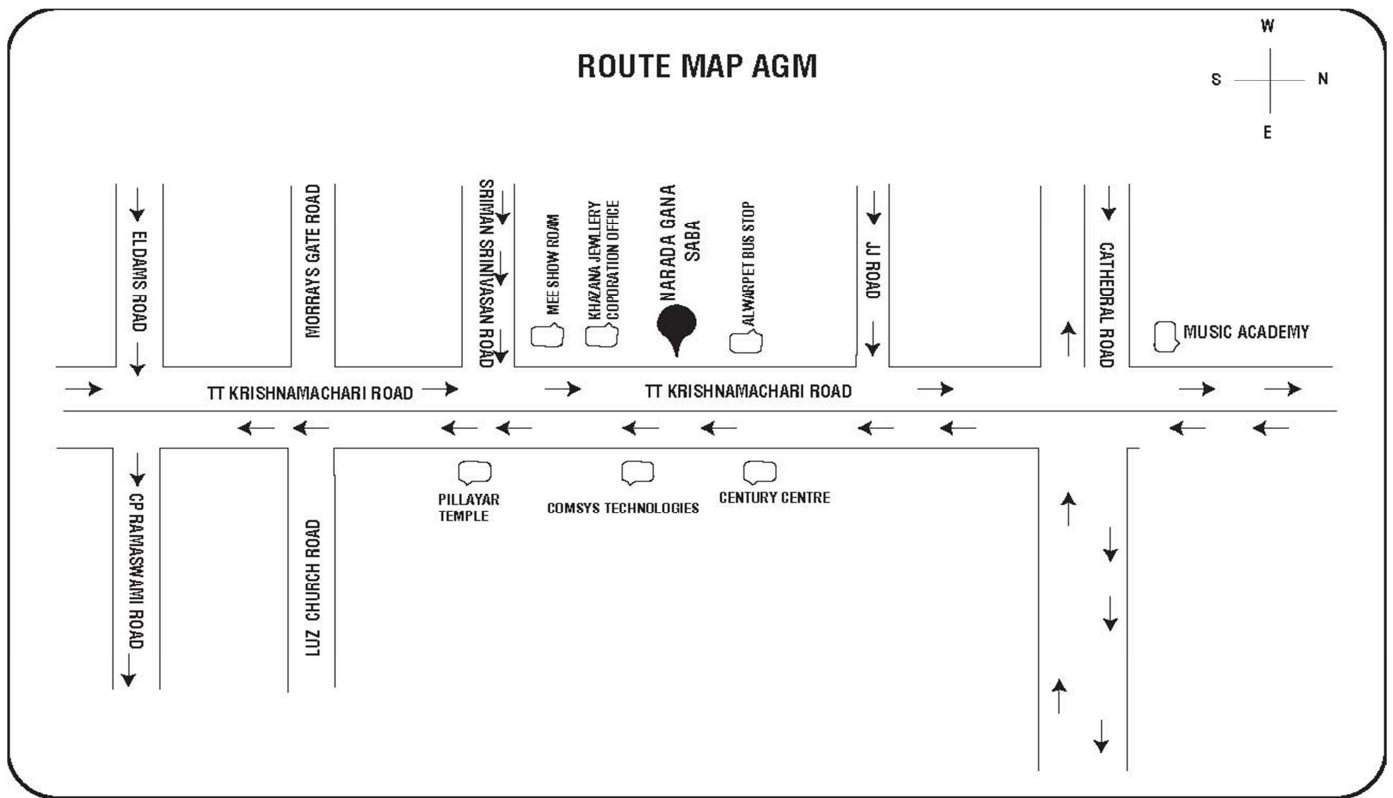 ROUTE MAP AGM
W
S
N
E
ELDAMS ROAD
MORRAYS GATE ROAD
SRIMAN SRINIVASAN ROAD
MEE SHOW ROAM
KHAZANA JEWLLERY
COPORATION OFFICE
NARADA GANA
SABA
ALWARPET BUS STOP
JJ ROAD
CATHEDRAL ROAD
MUSIC ACADEMY
TT KRISHNAMACHARI ROAD
TT KRISHNAMACHARI ROAD
CP RAMASWAMI ROAD
LUZ CHURCH ROAD
PILLAYAR
TEMPLE
COMSYS TECHNOLOGIES
CENTURY CENTRE